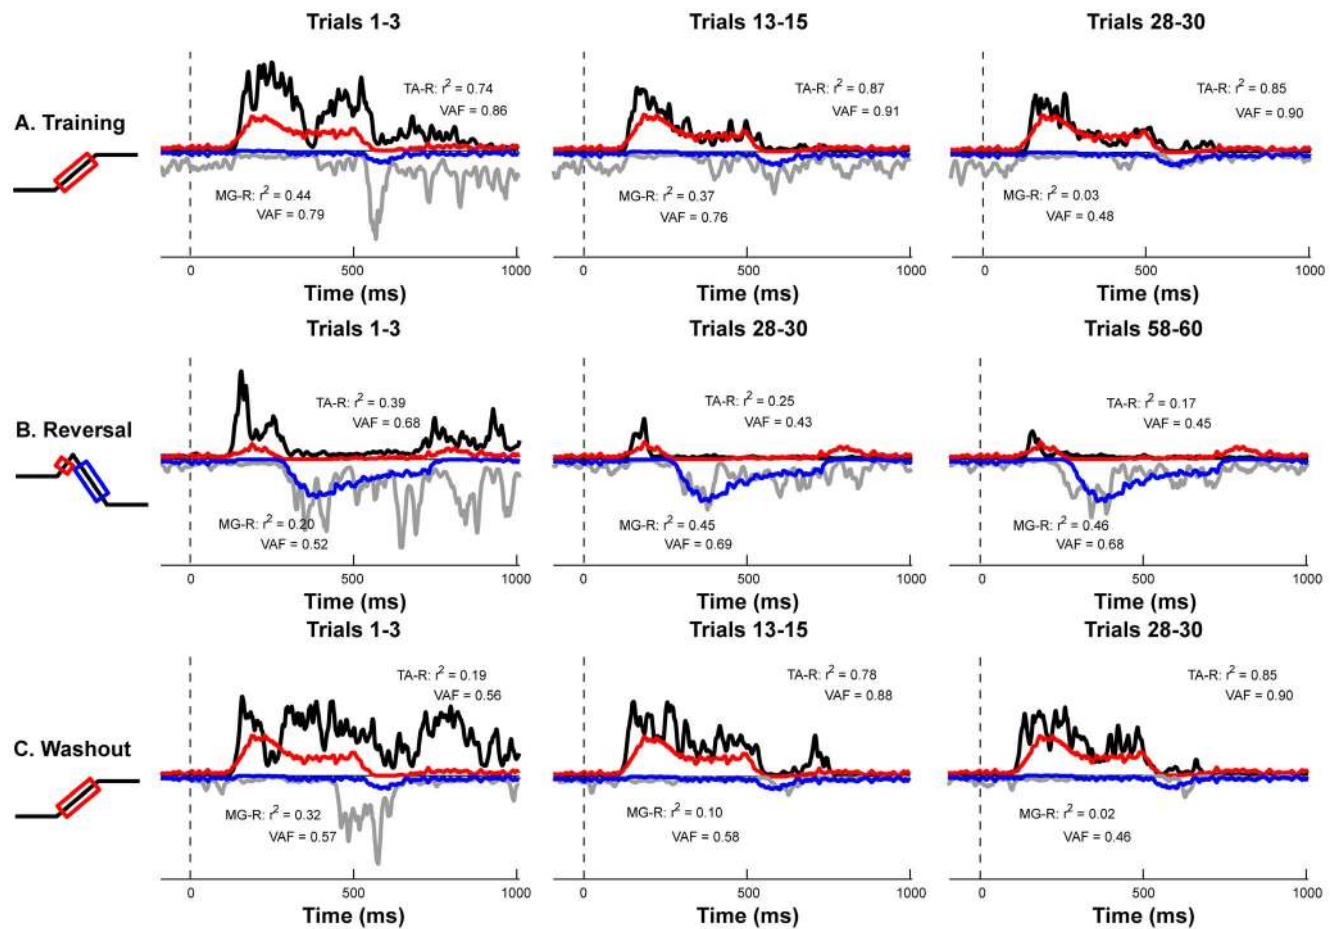 Trials 1-3
Trials 13-15
Trials 28-30
A. Training
TA-R: r² = 0.74
VAF = 0.86
MG-R: r² = 0.44
VAF = 0.79
TA-R: r² = 0.87
VAF = 0.91
MG-R: r² = 0.37
VAF = 0.76
TA-R: r² = 0.85
VAF = 0.90
MG-R: r² = 0.03
VAF = 0.48
0 500 1000
0 500 1000
0 500 1000
Time (ms)
Time (ms)
Time (ms)
Trials 1-3
Trials 28-30
Trials 58-60
B. Reversal
TA-R: r² = 0.39
VAF = 0.68
MG-R: r² = 0.20
VAF = 0.52
TA-R: r² = 0.25
VAF = 0.43
MG-R: r² = 0.45
VAF = 0.69
TA-R: r² = 0.17
VAF = 0.45
MG-R: r² = 0.46
VAF = 0.68
0 500 1000
0 500 1000
0 500 1000
Time (ms)
Time (ms)
Time (ms)
Trials 1-3
Trials 13-15
Trials 28-30
C. Washout
TA-R: r² = 0.19
VAF = 0.56
MG-R: r² = 0.32
VAF = 0.57
TA-R: r² = 0.78
VAF = 0.88
MG-R: r² = 0.10
VAF = 0.58
TA-R: r² = 0.85
VAF = 0.90
MG-R: r² = 0.02
VAF = 0.46
0 500 1000
0 500 1000
0 500 1000
Time (ms)
Time (ms)
Time (ms)